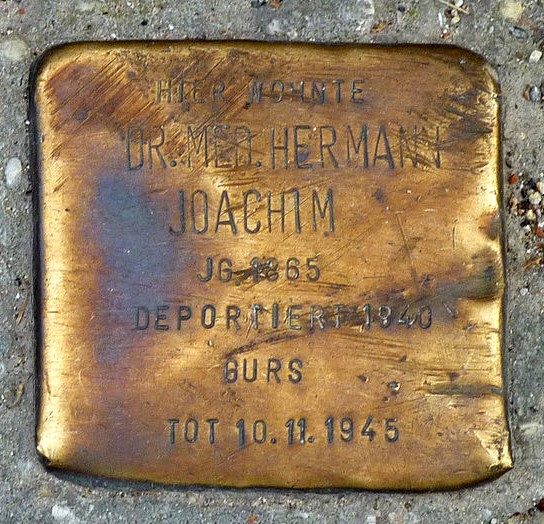 HIER WOHNTE
DR. MED. HERMANN
JOACHIM
JG. 1865
DEPORTIERT 1940
GURS
TOT 10.11.1945